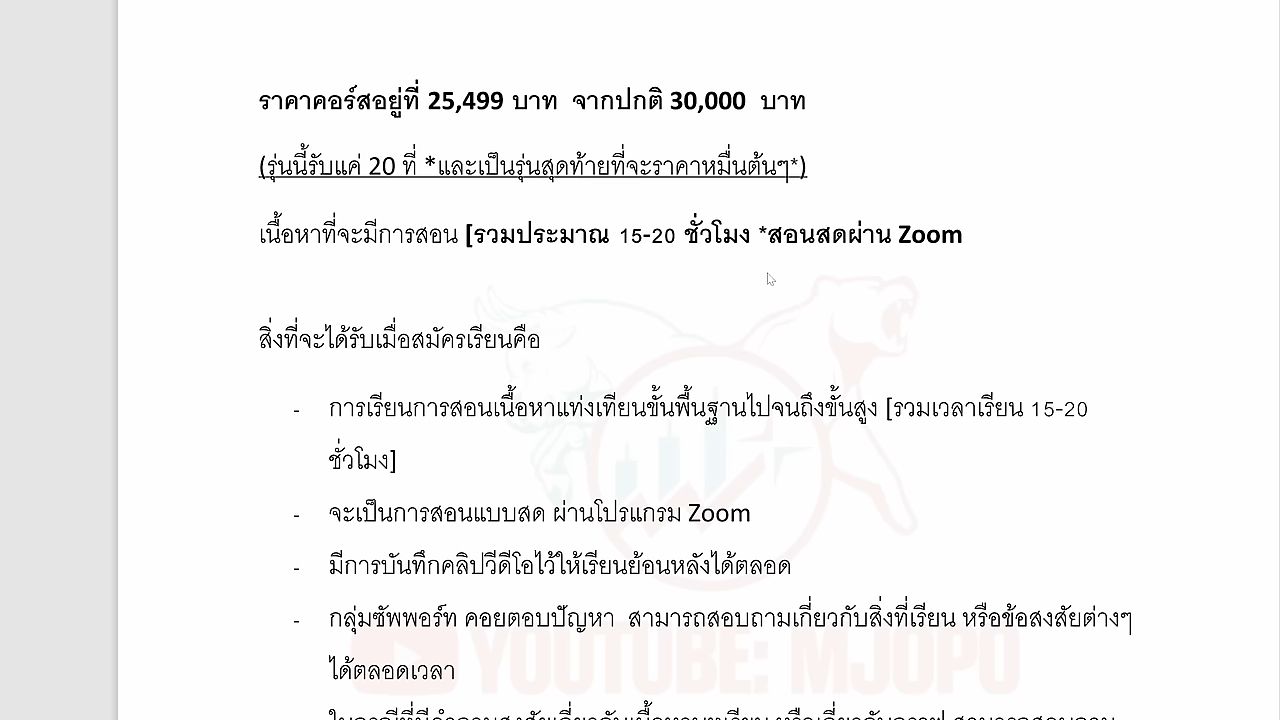 ราคาคอร์สอยู่ที่ 25,499 บาท จากปกติ 30,000 บาท
(รุ่นนี้รับแค่ 20 ที่ *และเป็นรุ่นสุดท้ายที่จะราคาหมื่นต้นๆ*)
เนื้อหาที่จะมีการสอน [รวมประมาณ 15-20 ชั่วโมง *สอนสดผ่าน Zoom
สิ่งที่จะได้รับเมื่อสมัครเรียนคือ
- การเรียนการสอนเนื้อหาแท่งเทียนขั้นพื้นฐานไปจนถึงขั้นสูง [รวมเวลาเรียน 15-20
ชั่วโมง]
- จะเป็นการสอนแบบสด ผ่านโปรแกรม Zoom
- มีการบันทึกคลิปวีดีโอไว้ให้เรียนย้อนหลังได้ตลอด
- กลุ่มซัพพอร์ท คอยตอบปัญหา สามารถสอบถามเกี่ยวกับสิ่งที่เรียน หรือข้อสงสัยต่างๆ
ได้ตลอดเวลา
YOUTUBE: MJOPO